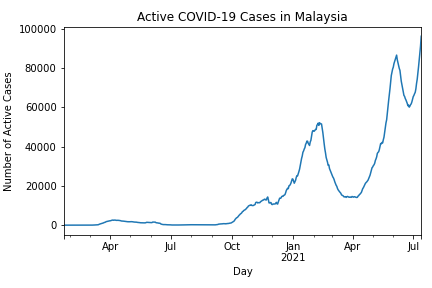 Active COVID-19 Cases in Malaysia
100000
80000
60000
40000
20000
0
Number of Active Cases
Apr Jul Oct Jan Apr Jul
2021
Day